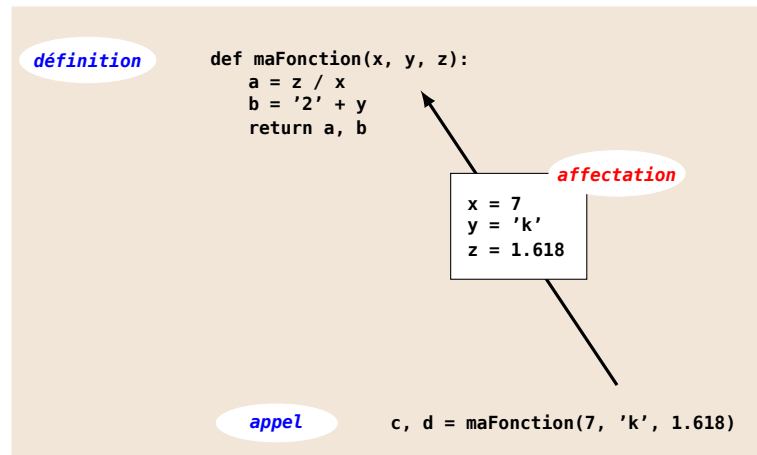 définition
def maFonction(x, y, z):
a = z / x
b = ’2’ + y
return a, b
affectation
x = 7
y = ’k’
z = 1.618
appel
c, d = maFonction(7, ’k’, 1.618)